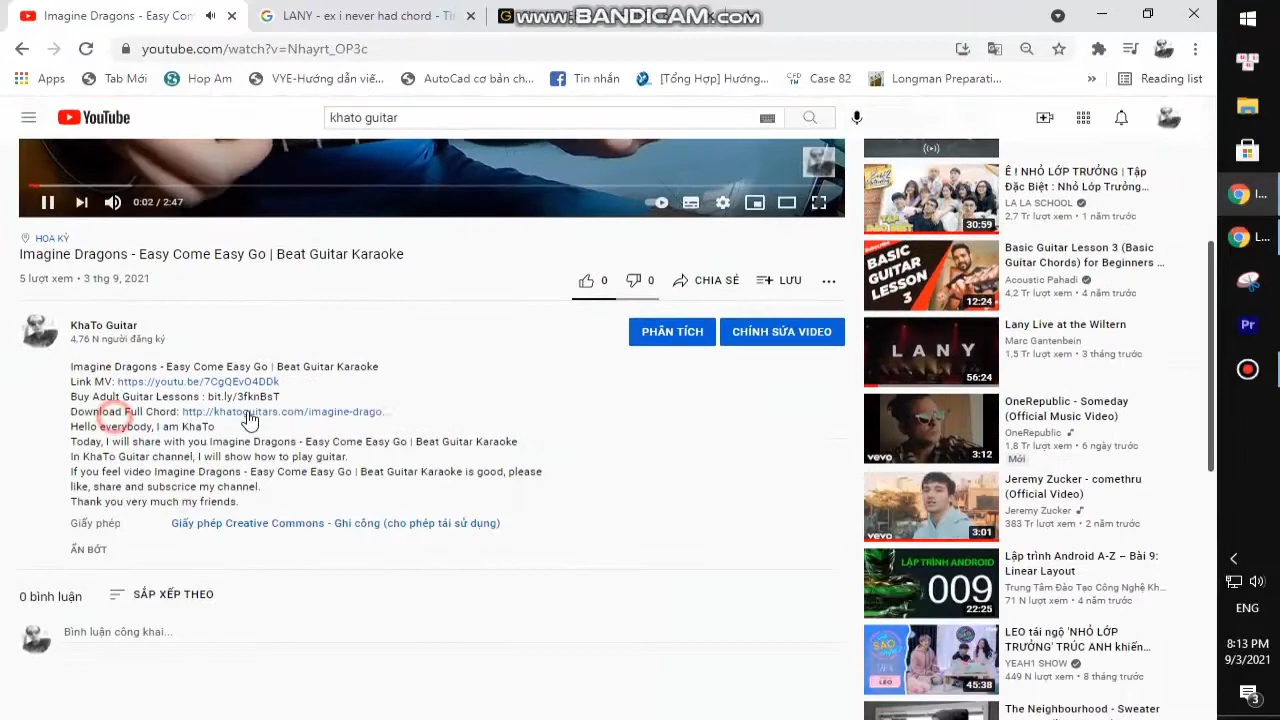 Imagine Dragons - Easy Com
LANY - ex i never had chord - T
www.BANDICAM.com
youtube.com/watch?v=Nhayrt_OP3c
Apps
Tab Mới
Hop Am
VYE-Hướng dẫn viế...
AutoCad cơ bản ch...
Tin nhắn
[Tổng Hợp] Hướng...
Case 82
Longman Preparati...
»
Reading list
YouTube
khato guitar
0:02 / 2:47
HOA KỲ
Imagine Dragons - Easy Come Easy Go | Beat Guitar Karaoke
5 lượt xem • 3 thg 9, 2021
0
0
CHIA SẺ
LƯU
KhaTo Guitar
4,76 N người đăng ký
PHÂN TÍCH
CHỈNH SỬA VIDEO
Imagine Dragons - Easy Come Easy Go | Beat Guitar Karaoke
Link MV: https://youtu.be/7CgQEvO4DDk
Buy Adult Guitar Lessons : bit.ly/3fknBsT
Download Full Chord: http://khatoguitars.com/imagine-drago...
Hello everybody, I am KhaTo
Today, I will share with you Imagine Dragons - Easy Come Easy Go | Beat Guitar Karaoke
In KhaTo Guitar channel, I will show how to play guitar.
If you feel video Imagine Dragons - Easy Come Easy Go | Beat Guitar Karaoke is good, please
like, share and subscrice my channel.
Thank you very much my friends.
Giấy phép
Giấy phép Creative Commons - Ghi công (cho phép tái sử dụng)
ẨN BỚT
0 bình luận
SẮP XẾP THEO
Bình luận công khai...
Ê ! NHỎ LỚP TRƯỞNG | Tập
Đặc Biệt : Nhỏ Lớp Trưởng...
LA LA SCHOOL
2,7 Tr lượt xem • 1 năm trước
30:59
BASIC
GUITAR
LESSON
3
12:24
Basic Guitar Lesson 3 (Basic
Guitar Chords) for Beginners ...
Acoustic Pahadi
4,2 Tr lượt xem • 4 năm trước
LANY
56:24
Lany Live at the Wiltern
Marc Gantenbein
1,5 Tr lượt xem • 3 tháng trước
vevo
3:12
OneRepublic - Someday
(Official Music Video)
OneRepublic
1,8 Tr lượt xem • 6 ngày trước
Mới
vevo
3:01
Jeremy Zucker - comethru
(Official Video)
Jeremy Zucker
383 Tr lượt xem • 2 năm trước
LẬP TRÌNH ANDROID
009
22:25
Lập trình Android A-Z – Bài 9:
Linear Layout
Trung Tâm Đào Tạo Công Nghệ Kh...
71 N lượt xem • 4 năm trước
SAO
LEO
45:38
LEO tái ngộ 'NHỎ LỚP
TRƯỞNG' TRÚC ANH khiến...
YEAH1 SHOW
449 N lượt xem • 8 tháng trước
The Neighbourhood - Sweater
I...
L...
Pr
ENG
8:13 PM
9/3/2021
3